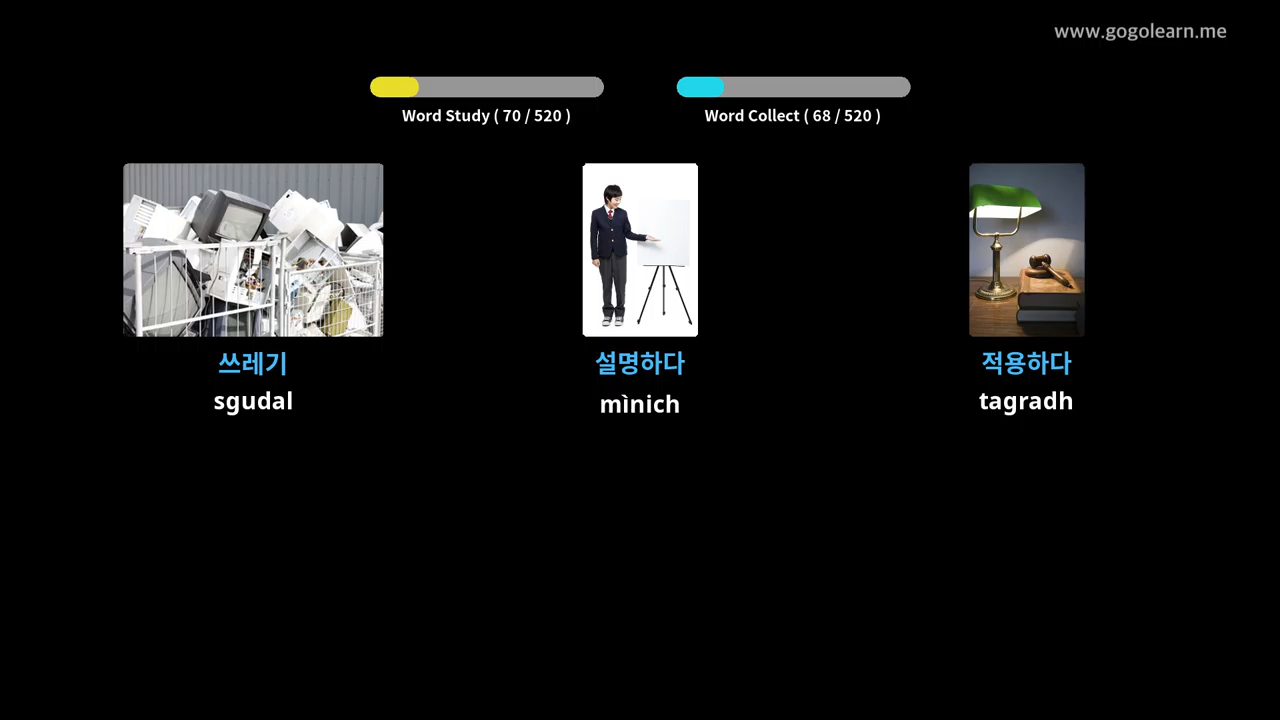 www.gogolearn.me
Word Study ( 70 / 520 )
Word Collect ( 68 / 520 )
쓰레기
설명하다
적용하다
sgudal
mìnich
tagradh